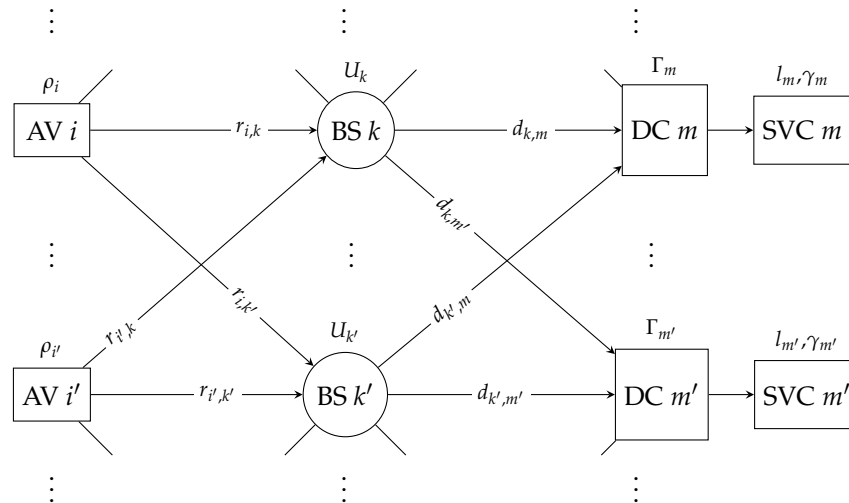 ⋮ ⋮ ⋮
ρ_i U_k Γ_m l_m,γ_m
AV i r_{i,k} BS k d_{k,m} DC m SVC m
d_{k,m′}
⋮ ⋮ ⋮
r_{i,k′} d_{k′,m}
r_{i′,k}
ρ_{i′} U_{k′} Γ_{m′} l_{m′},γ_{m′}
AV i′ r_{i′,k′} BS k′ d_{k′,m′} DC m′ SVC m′
⋮ ⋮ ⋮